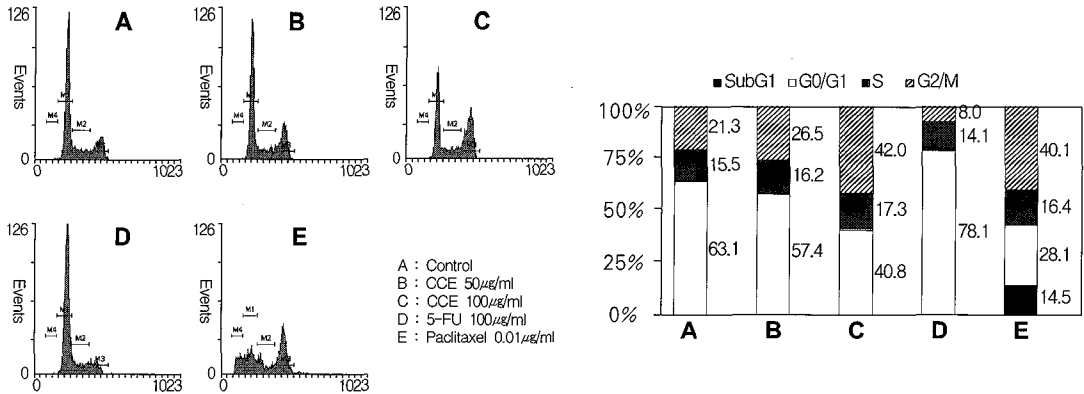 126
A
Events
M1
M4
M2
0
1023
126
B
Events
M4
M2
0
1023
126
C
Events
M4
M2
0
1023
126
D
Events
M4
M2
M3
0
1023
126
E
Events
M1
M4
M2
0
1023
A : Control
B : CCE 50㎍/ml
C : CCE 100㎍/ml
D : 5-FU 100㎍/ml
E : Paclitaxel 0.01㎍/ml
SubG1 G0/G1 S G2/M
100%
75%
50%
25%
0%
21.3
15.5
63.1
26.5
16.2
57.4
42.0
17.3
40.8
8.0
14.1
78.1
40.1
16.4
28.1
14.5
A B C D E